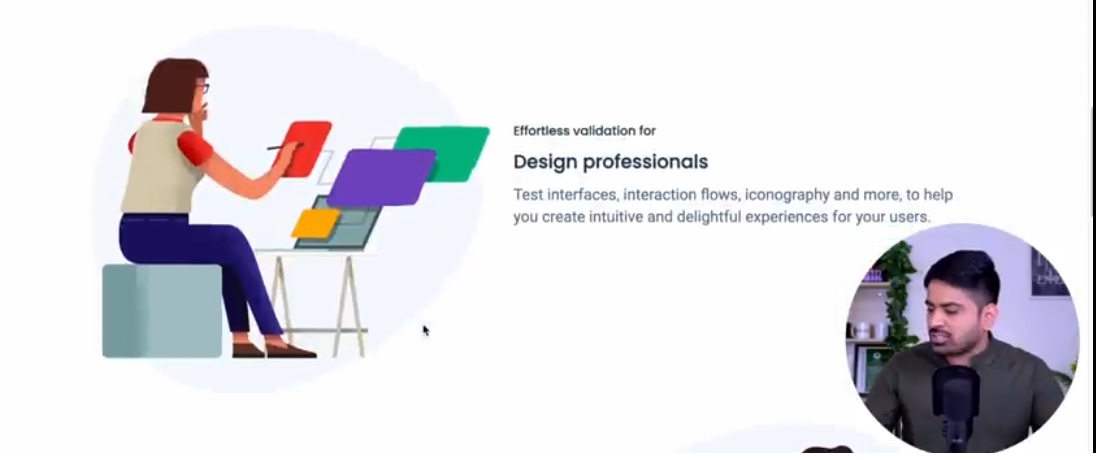 Effortless validation for
Design professionals
Test interfaces, interaction flows, iconography and more, to help
you create intuitive and delightful experiences for your users.